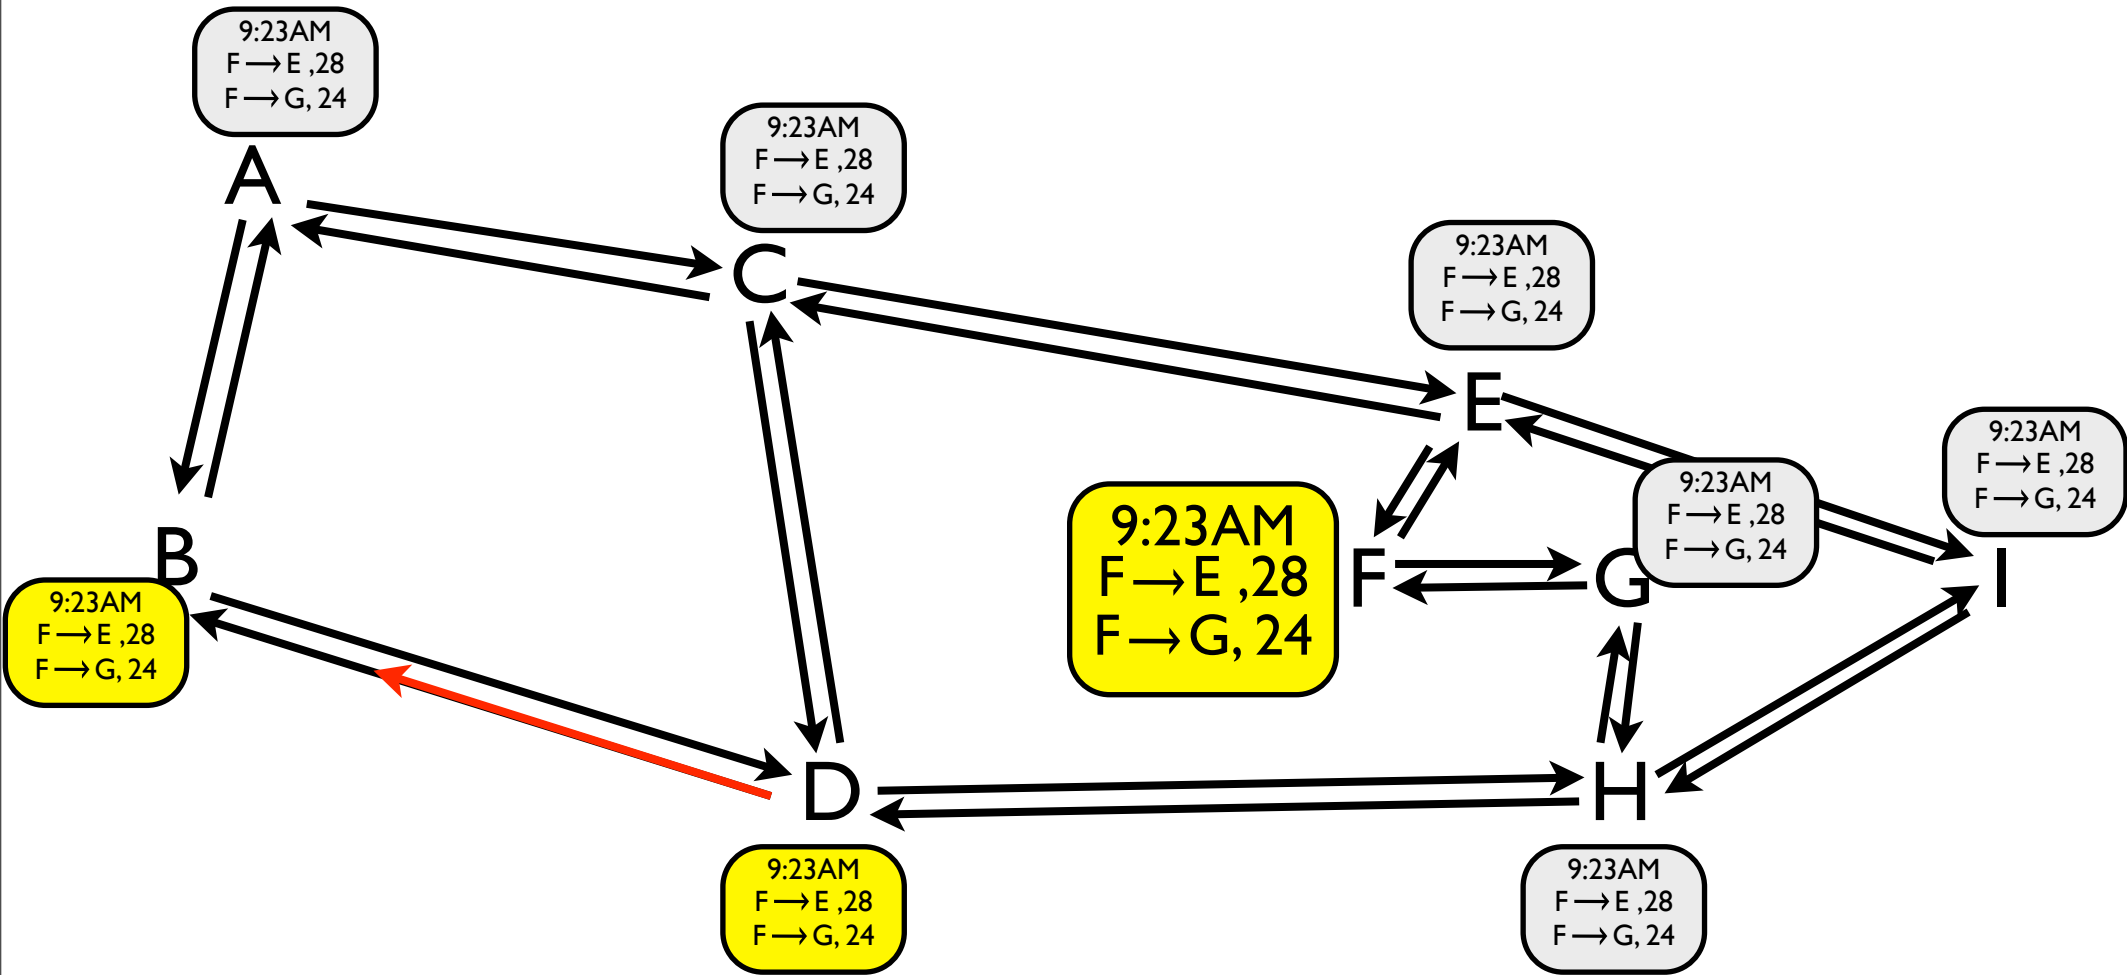 9:23AM
F → E ,28
F → G, 24
A
9:23AM
F → E ,28
F → G, 24
C
9:23AM
F → E ,28
F → G, 24
E
9:23AM
F → E ,28
F → G, 24
I
9:23AM
F → E ,28
F → G, 24
G
9:23AM
F → E ,28
F → G, 24
F
B
9:23AM
F → E ,28
F → G, 24
D
9:23AM
F → E ,28
F → G, 24
H
9:23AM
F → E ,28
F → G, 24